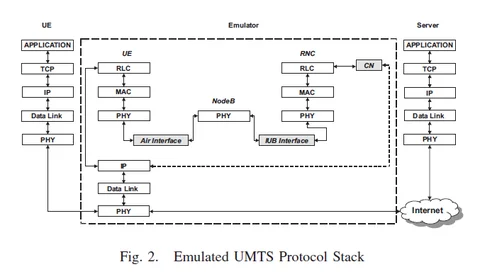 UE Emulator Server
APPLICATION
TCP
IP
Data Link
PHY
UE
RLC
MAC
PHY
Air Interface
NodeB
PHY
RNC
RLC
MAC
PHY
IUB Interface
CN
IP
Data Link
PHY
APPLICATION
TCP
IP
Data Link
PHY
Internet
Fig. 2. Emulated UMTS Protocol Stack